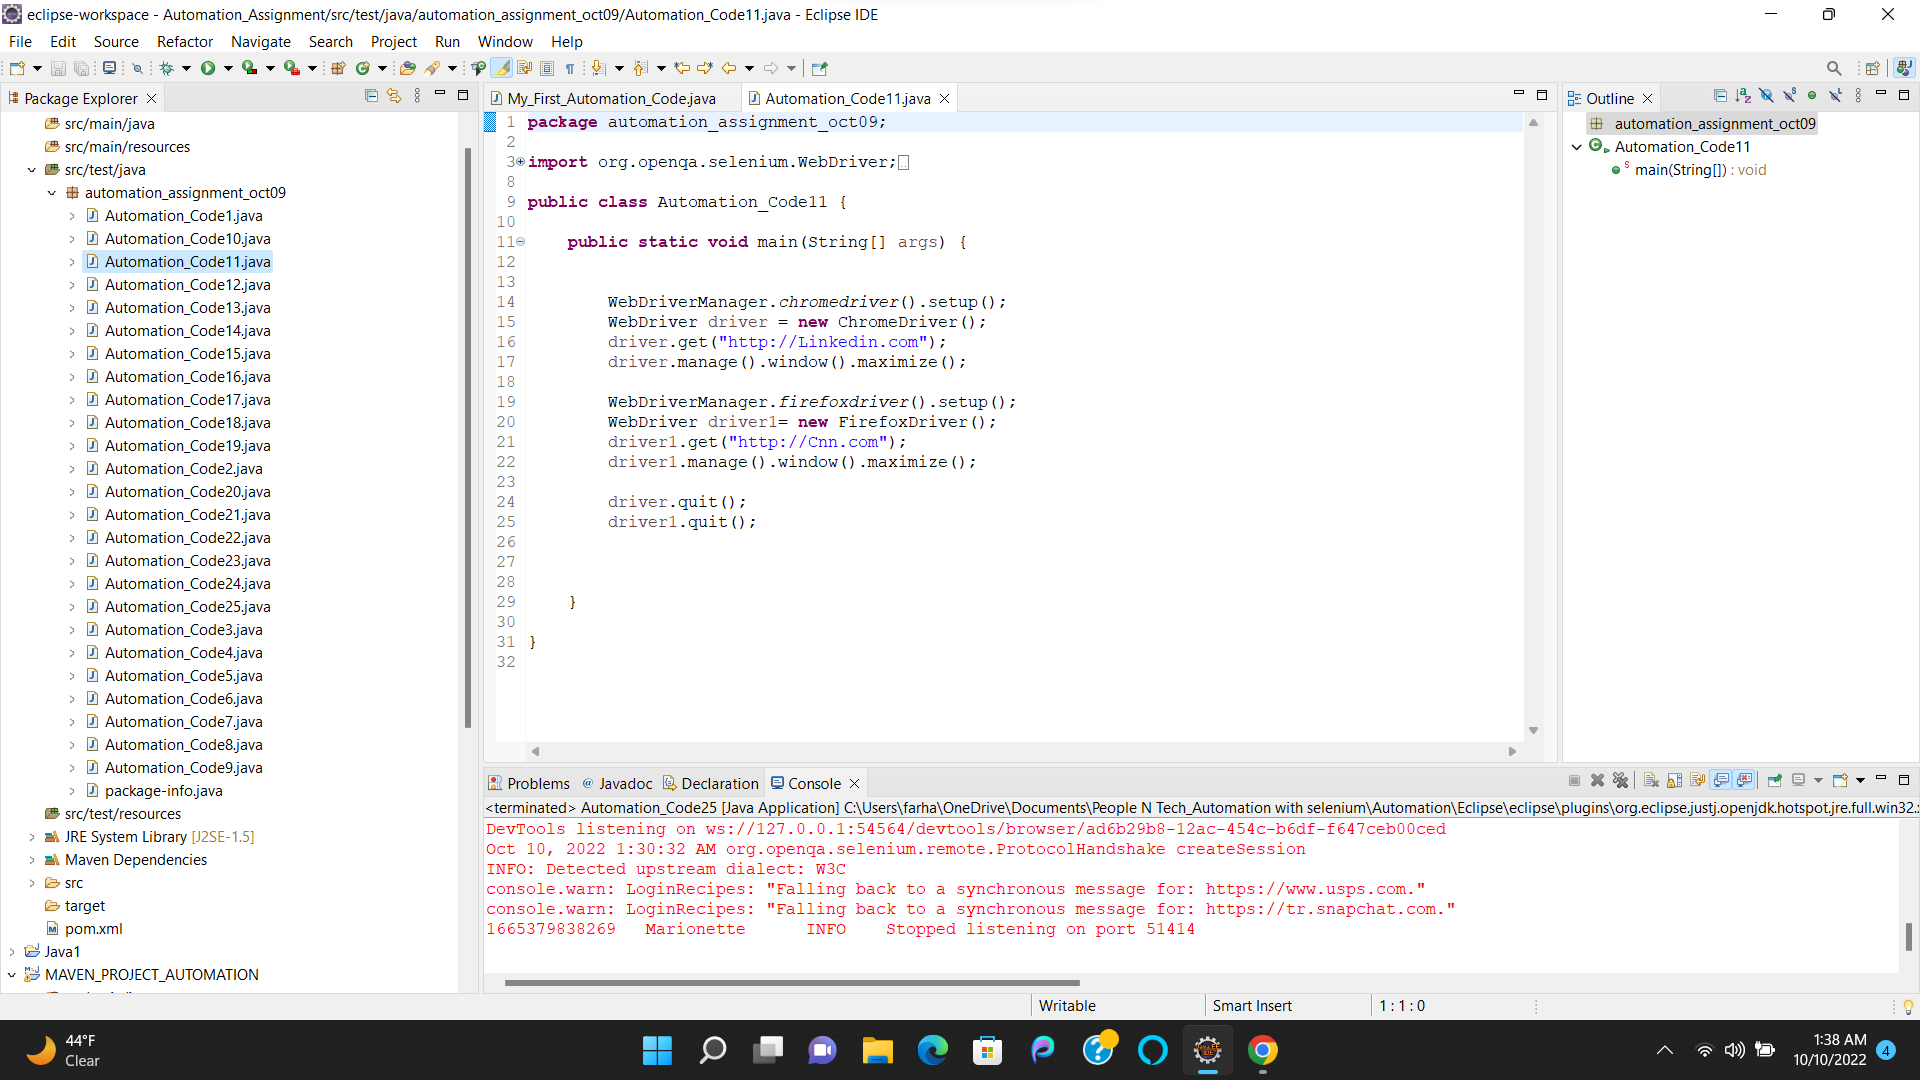 eclipse-workspace - Automation_Assignment/src/test/java/automation_assignment_oct09/Automation_Code11.java - Eclipse IDE
File Edit Source Refactor Navigate Search Project Run Window Help
Package Explorer
src/main/java
src/main/resources
src/test/java
automation_assignment_oct09
Automation_Code1.java
Automation_Code10.java
Automation_Code11.java
Automation_Code12.java
Automation_Code13.java
Automation_Code14.java
Automation_Code15.java
Automation_Code16.java
Automation_Code17.java
Automation_Code18.java
Automation_Code19.java
Automation_Code2.java
Automation_Code20.java
Automation_Code21.java
Automation_Code22.java
Automation_Code23.java
Automation_Code24.java
Automation_Code25.java
Automation_Code3.java
Automation_Code4.java
Automation_Code5.java
Automation_Code6.java
Automation_Code7.java
Automation_Code8.java
Automation_Code9.java
package-info.java
src/test/resources
JRE System Library [J2SE-1.5]
Maven Dependencies
src
target
pom.xml
Java1
MAVEN_PROJECT_AUTOMATION
My_First_Automation_Code.java Automation_Code11.java
1 package automation_assignment_oct09;
2
3 import org.openqa.selenium.WebDriver;
8
9 public class Automation_Code11 {
10
11 public static void main(String[] args) {
12
13
14 WebDriverManager.chromedriver().setup();
15 WebDriver driver = new ChromeDriver();
16 driver.get("http://Linkedin.com");
17 driver.manage().window().maximize();
18
19 WebDriverManager.firefoxdriver().setup();
20 WebDriver driver1= new FirefoxDriver();
21 driver1.get("http://Cnn.com");
22 driver1.manage().window().maximize();
23
24 driver.quit();
25 driver1.quit();
26
27
28
29 }
30
31 }
32
Outline
automation_assignment_oct09
Automation_Code11
main(String[]) : void
Problems Javadoc Declaration Console
<terminated> Automation_Code25 [Java Application] C:\Users\farha\OneDrive\Documents\People N Tech_Automation with selenium\Automation\Eclipse\eclipse\plugins\org.eclipse.justj.openjdk.hotspot.jre.full.win32.
DevTools listening on ws://127.0.0.1:54564/devtools/browser/ad6b29b8-12ac-454c-b6df-f647ceb00ced
Oct 10, 2022 1:30:32 AM org.openqa.selenium.remote.ProtocolHandshake createSession
INFO: Detected upstream dialect: W3C
console.warn: LoginRecipes: "Falling back to a synchronous message for: https://www.usps.com."
console.warn: LoginRecipes: "Falling back to a synchronous message for: https://tr.snapchat.com."
1665379838269 Marionette INFO Stopped listening on port 51414
Writable Smart Insert 1 : 1 : 0
44°F
Clear
1:38 AM
10/10/2022
4